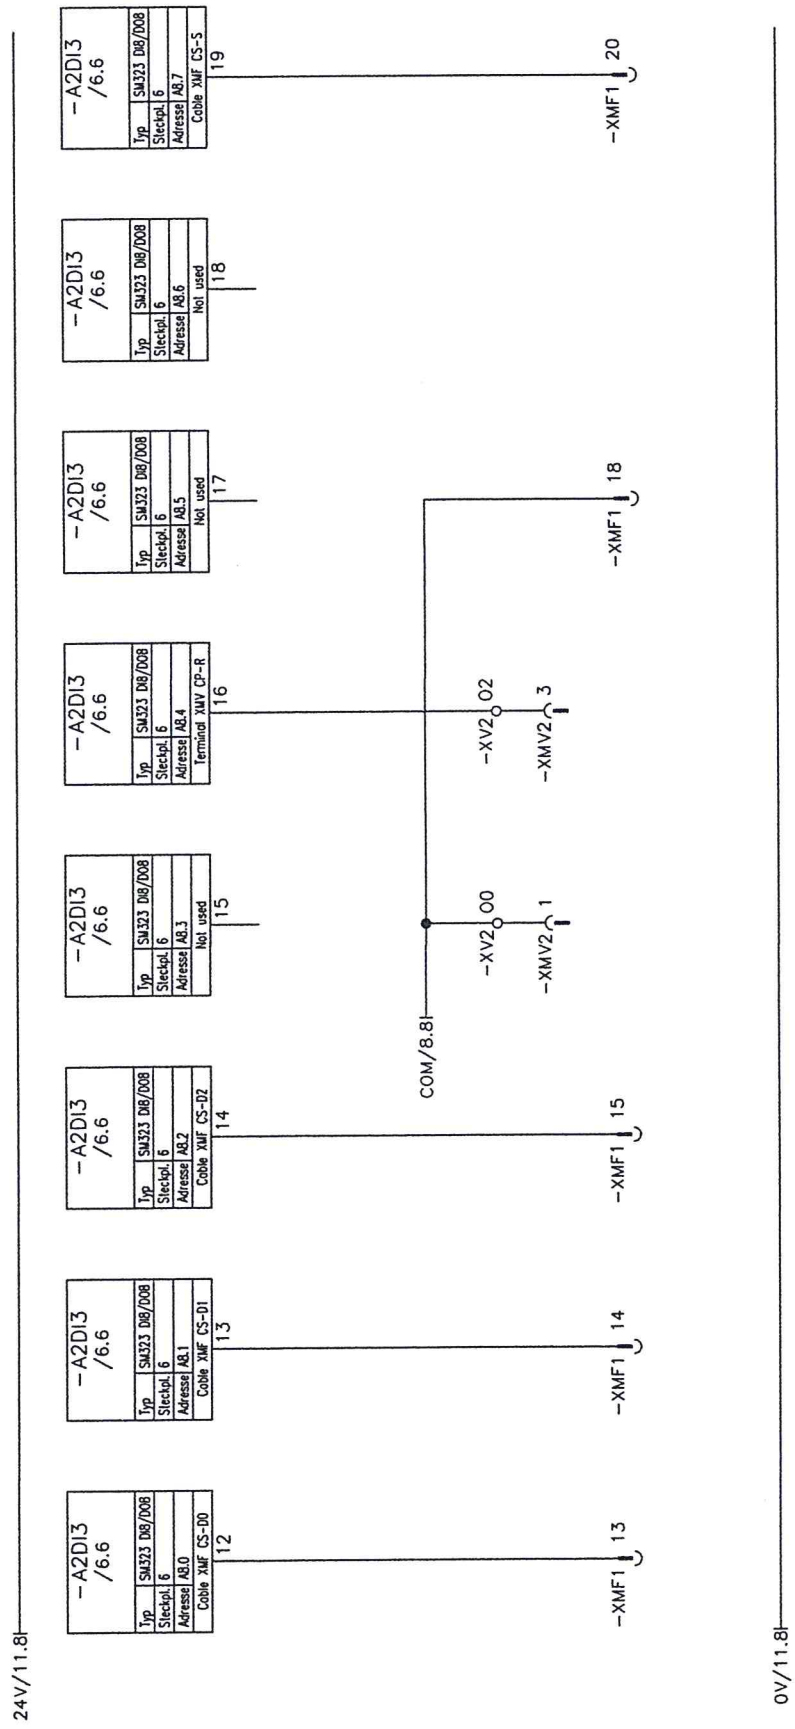 24V/11.8
-A2DI3
/6.6
Typ SM323 DI8/DO8
Steckpl. 6
Adresse A8.0
Cable XMF CS-D0
12
-XMF1 13
-A2DI3
/6.6
Typ SM323 DI8/DO8
Steckpl. 6
Adresse A8.1
Cable XMF CS-D1
13
-XMF1 14
-A2DI3
/6.6
Typ SM323 DI8/DO8
Steckpl. 6
Adresse A8.2
Cable XMF CS-D2
14
-XMF1 15
-A2DI3
/6.6
Typ SM323 DI8/DO8
Steckpl. 6
Adresse A8.3
Not used
15
COM/8.8
-XV2 00
-XMV2 1
-A2DI3
/6.6
Typ SM323 DI8/DO8
Steckpl. 6
Adresse A8.4
Terminal XMV CP-R
16
-XV2 02
-XMV2 3
-A2DI3
/6.6
Typ SM323 DI8/DO8
Steckpl. 6
Adresse A8.5
Not used
17
-XMF1 18
-A2DI3
/6.6
Typ SM323 DI8/DO8
Steckpl. 6
Adresse A8.6
Not used
18
-A2DI3
/6.6
Typ SM323 DI8/DO8
Steckpl. 6
Adresse A8.7
Cable XMF CS-S
19
-XMF1 20
0V/11.8